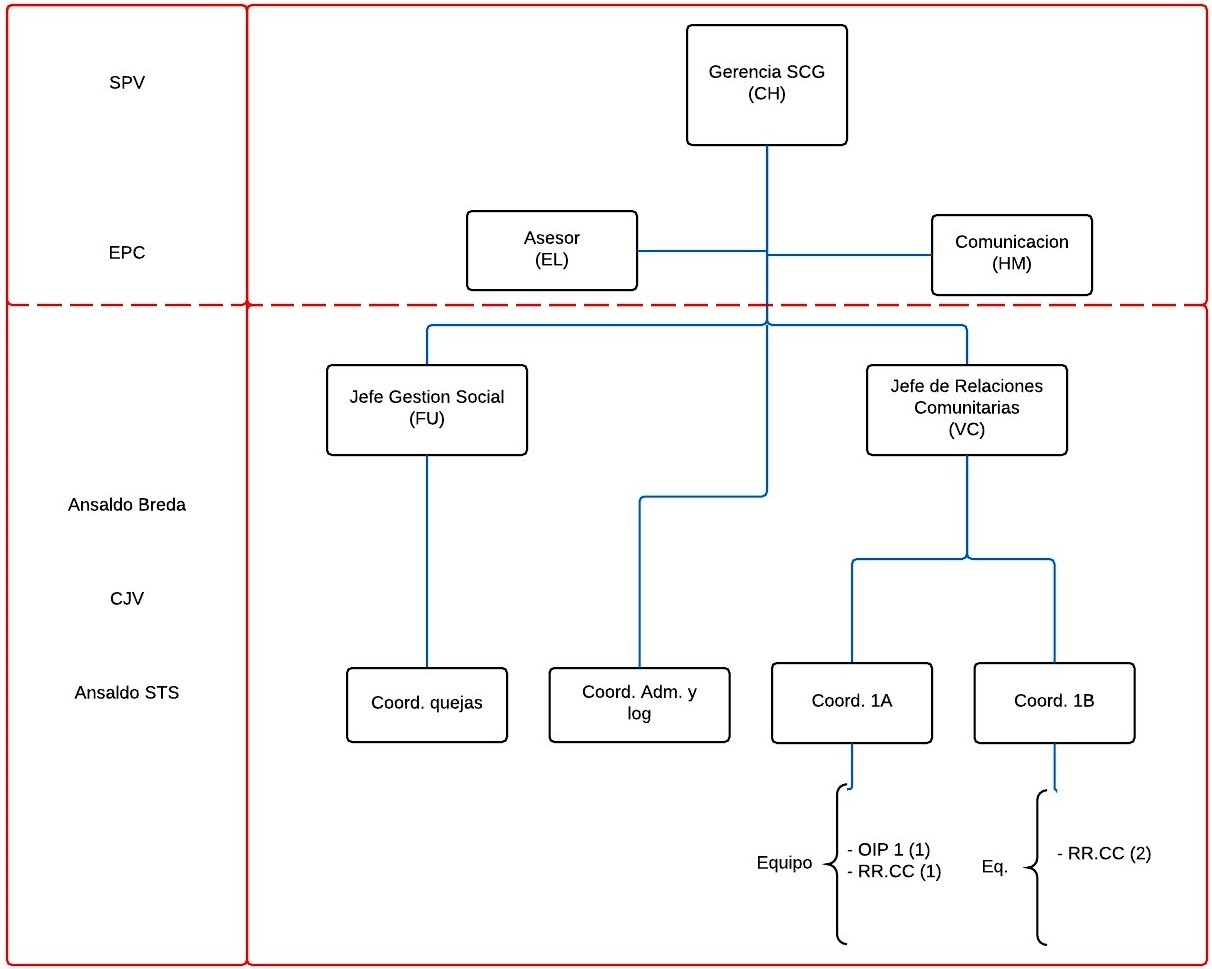 SPV
Gerencia SCG
(CH)
EPC
Asesor
(EL)
Comunicacion
(HM)
Jefe Gestion Social
(FU)
Jefe de Relaciones
Comunitarias
(VC)
Ansaldo Breda
CJV
Ansaldo STS
Coord. quejas
Coord. Adm. y
log
Coord. 1A
Coord. 1B
Equipo
- OIP 1 (1)
- RR.CC (1)
Eq.
- RR.CC (2)